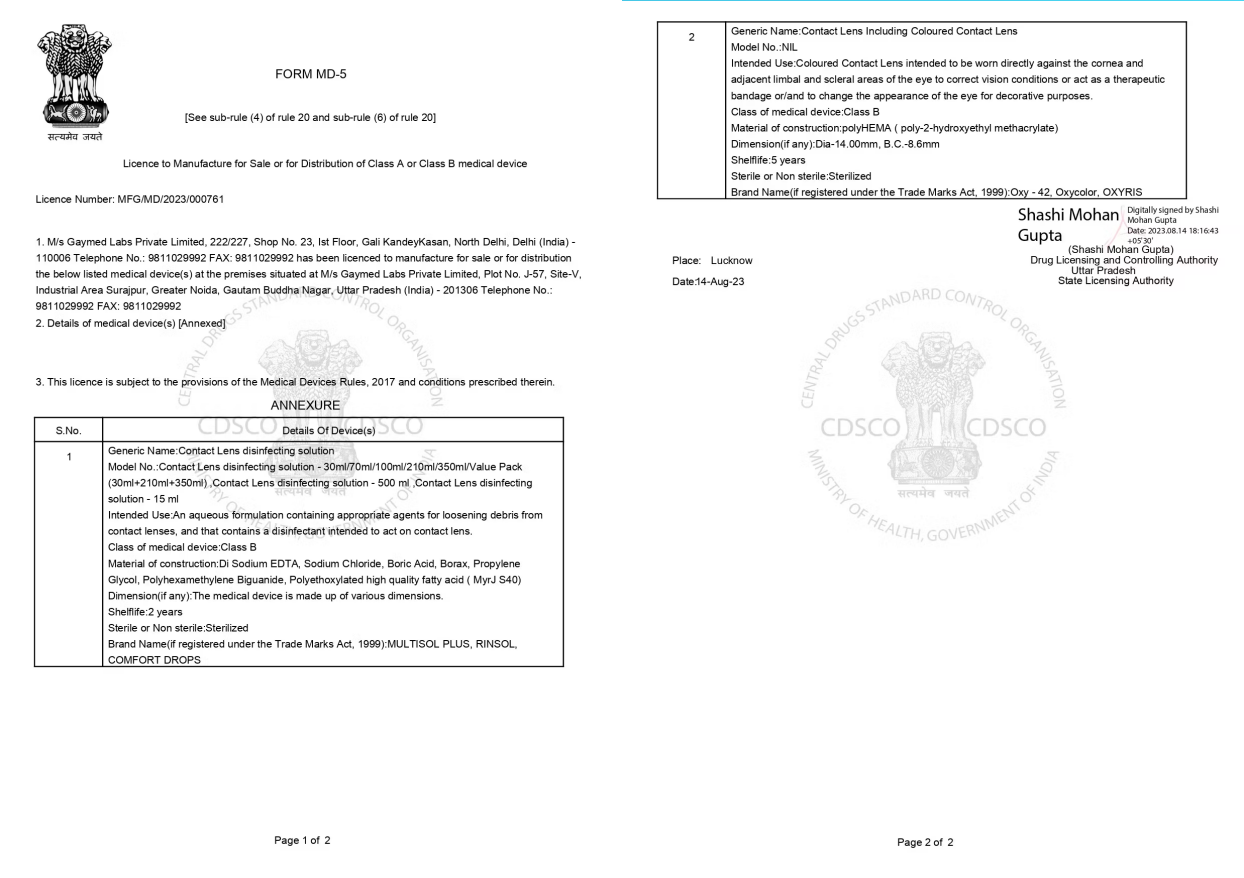 सत्यमेव जयते
FORM MD-5
[See sub-rule (4) of rule 20 and sub-rule (6) of rule 20]
Licence to Manufacture for Sale or for Distribution of Class A or Class B medical device
Licence Number: MFG/MD/2023/000761
1. M/s Gaymed Labs Private Limited, 222/227, Shop No. 23, Ist Floor, Gali KandeyKasan, North Delhi, Delhi (India) -
110006 Telephone No.: 9811029992 FAX: 9811029992 has been licenced to manufacture for sale or for distribution
the below listed medical device(s) at the premises situated at M/s Gaymed Labs Private Limited, Plot No. J-57, Site-V,
Industrial Area Surajpur, Greater Noida, Gautam Buddha Nagar, Uttar Pradesh (India) - 201306 Telephone No.:
9811029992 FAX: 9811029992
2. Details of medical device(s) [Annexed]
3. This licence is subject to the provisions of the Medical Devices Rules, 2017 and conditions prescribed therein.
ANNEXURE
S.No. Details Of Device(s)
1 Generic Name:Contact Lens disinfecting solution
Model No.:Contact Lens disinfecting solution - 30ml/70ml/100ml/210ml/350ml/Value Pack
(30ml+210ml+350ml) ,Contact Lens disinfecting solution - 500 ml ,Contact Lens disinfecting
solution - 15 ml
Intended Use:An aqueous formulation containing appropriate agents for loosening debris from
contact lenses, and that contains a disinfectant intended to act on contact lens.
Class of medical device:Class B
Material of construction:Di Sodium EDTA, Sodium Chloride, Boric Acid, Borax, Propylene
Glycol, Polyhexamethylene Biguanide, Polyethoxylated high quality fatty acid ( MyrJ S40)
Dimension(if any):The medical device is made up of various dimensions.
Shelflife:2 years
Sterile or Non sterile:Sterilized
Brand Name(if registered under the Trade Marks Act, 1999):MULTISOL PLUS, RINSOL,
COMFORT DROPS
CENTRAL DRUGS STANDARD CONTROL ORGANISATION
CDSCO CDSCO
सत्यमेव जयते
MINISTRY OF HEALTH, GOVERNMENT OF INDIA
Page 1 of 2
2 Generic Name:Contact Lens Including Coloured Contact Lens
Model No.:NIL
Intended Use:Coloured Contact Lens intended to be worn directly against the cornea and
adjacent limbal and scleral areas of the eye to correct vision conditions or act as a therapeutic
bandage or/and to change the appearance of the eye for decorative purposes.
Class of medical device:Class B
Material of construction:polyHEMA ( poly-2-hydroxyethyl methacrylate)
Dimension(if any):Dia-14.00mm, B.C.-8.6mm
Shelflife:5 years
Sterile or Non sterile:Sterilized
Brand Name(if registered under the Trade Marks Act, 1999):Oxy - 42, Oxycolor, OXYRIS
Shashi Mohan
Gupta
Digitally signed by Shashi
Mohan Gupta
Date: 2023.08.14 18:16:43
+05'30'
(Shashi Mohan Gupta)
Place: Lucknow
Drug Licensing and Controlling Authority
Uttar Pradesh
Date:14-Aug-23
State Licensing Authority
CENTRAL DRUGS STANDARD CONTROL ORGANISATION
CDSCO CDSCO
सत्यमेव जयते
MINISTRY OF HEALTH, GOVERNMENT OF INDIA
Page 2 of 2